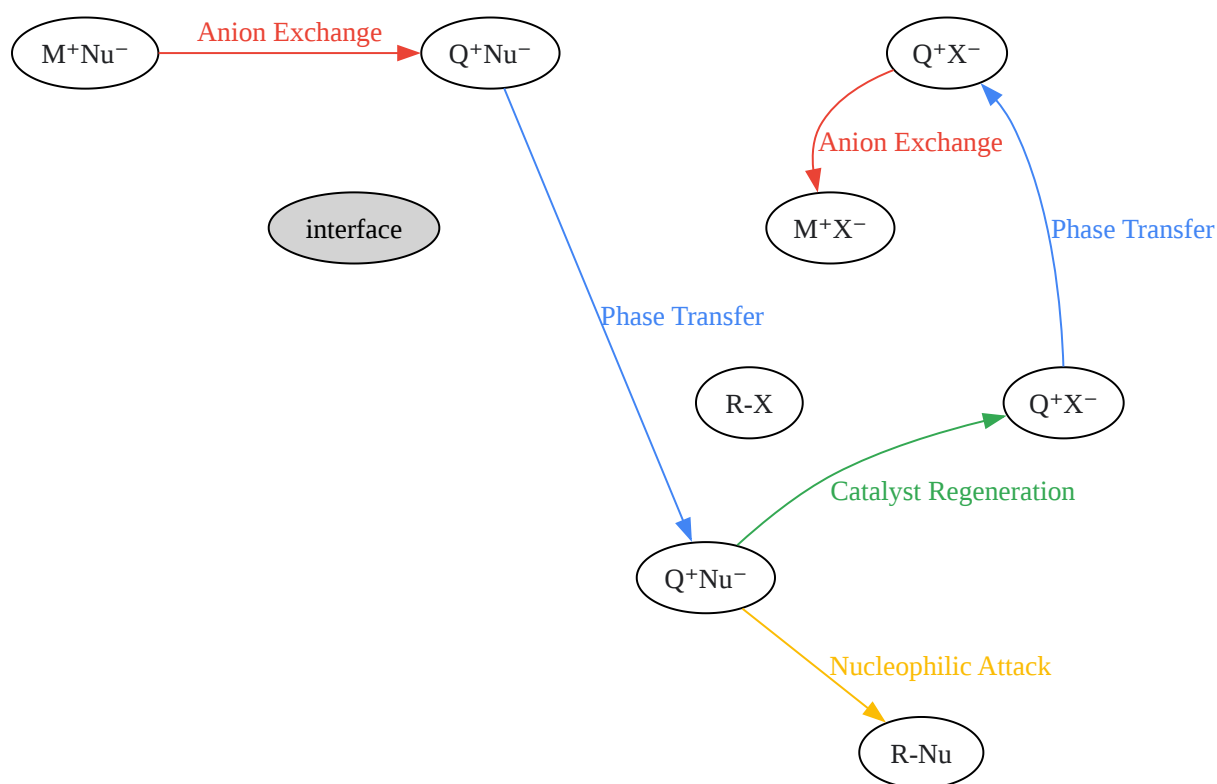 Anion Exchange
M⁺Nu⁻
Q⁺Nu⁻
Q⁺X⁻
Anion Exchange
interface
M⁺X⁻
Phase Transfer
Phase Transfer
R-X
Q⁺X⁻
Catalyst Regeneration
Q⁺Nu⁻
Nucleophilic Attack
R-Nu